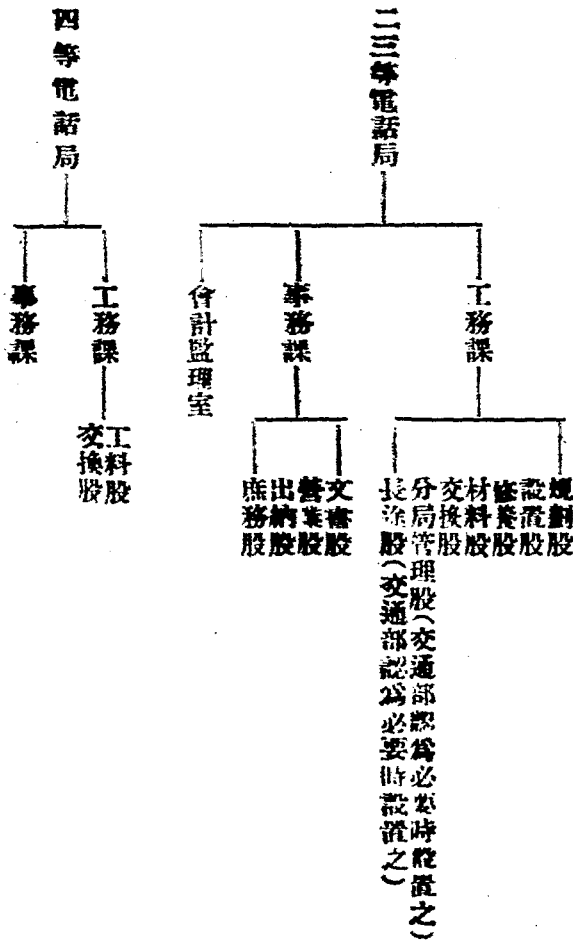 二三等電話局
工務課
規劃股
設置股
修養股
材料股
交換股
分局管理股(交通部認爲必要時設置之)
長途股(交通部認爲必要時設置之)
事務課
文書股
營業股
出納股
庶務股
會計監理室
四等電話局
工務課
工料股
交換股
事務課